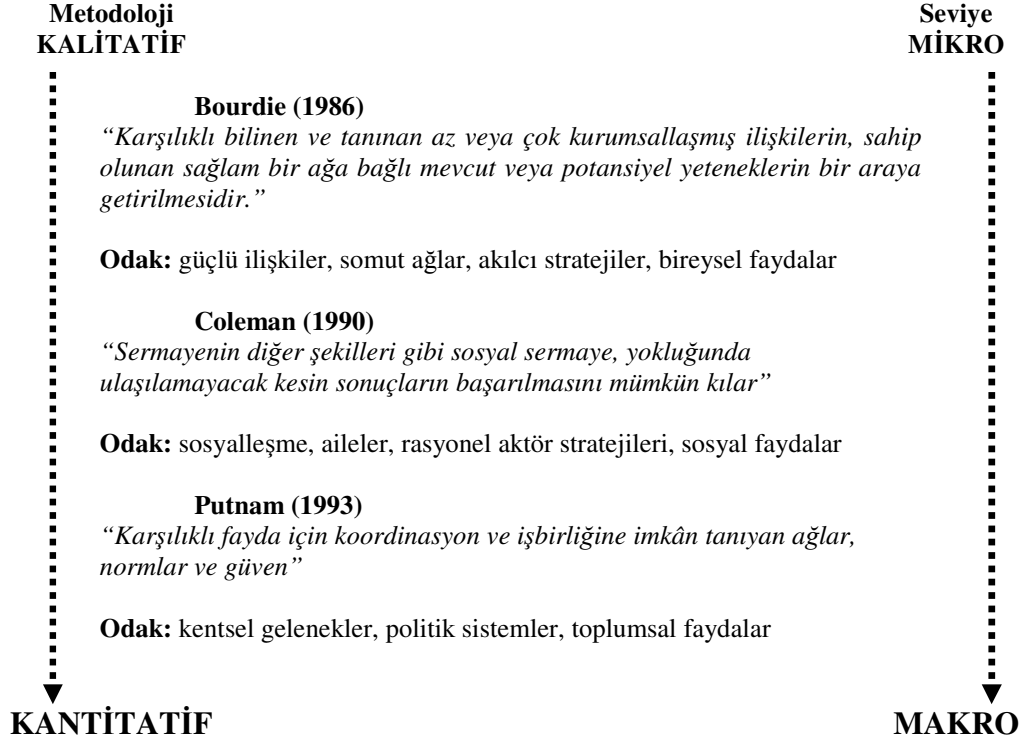 Metodoloji Seviye
KALİTATİF MİKRO
Bourdie (1986)
“Karşılıklı bilinen ve tanınan az veya çok kurumsallaşmış ilişkilerin, sahip
olunan sağlam bir ağa bağlı mevcut veya potansiyel yeteneklerin bir araya
getirilmesidir.”
Odak: güçlü ilişkiler, somut ağlar, akılcı stratejiler, bireysel faydalar
Coleman (1990)
“Sermayenin diğer şekilleri gibi sosyal sermaye, yokluğunda
ulaşılamayacak kesin sonuçların başarılmasını mümkün kılar”
Odak: sosyalleşme, aileler, rasyonel aktör stratejileri, sosyal faydalar
Putnam (1993)
“Karşılıklı fayda için koordinasyon ve işbirliğine imkân tanıyan ağlar,
normlar ve güven”
Odak: kentsel gelenekler, politik sistemler, toplumsal faydalar
KANTİTATİF MAKRO